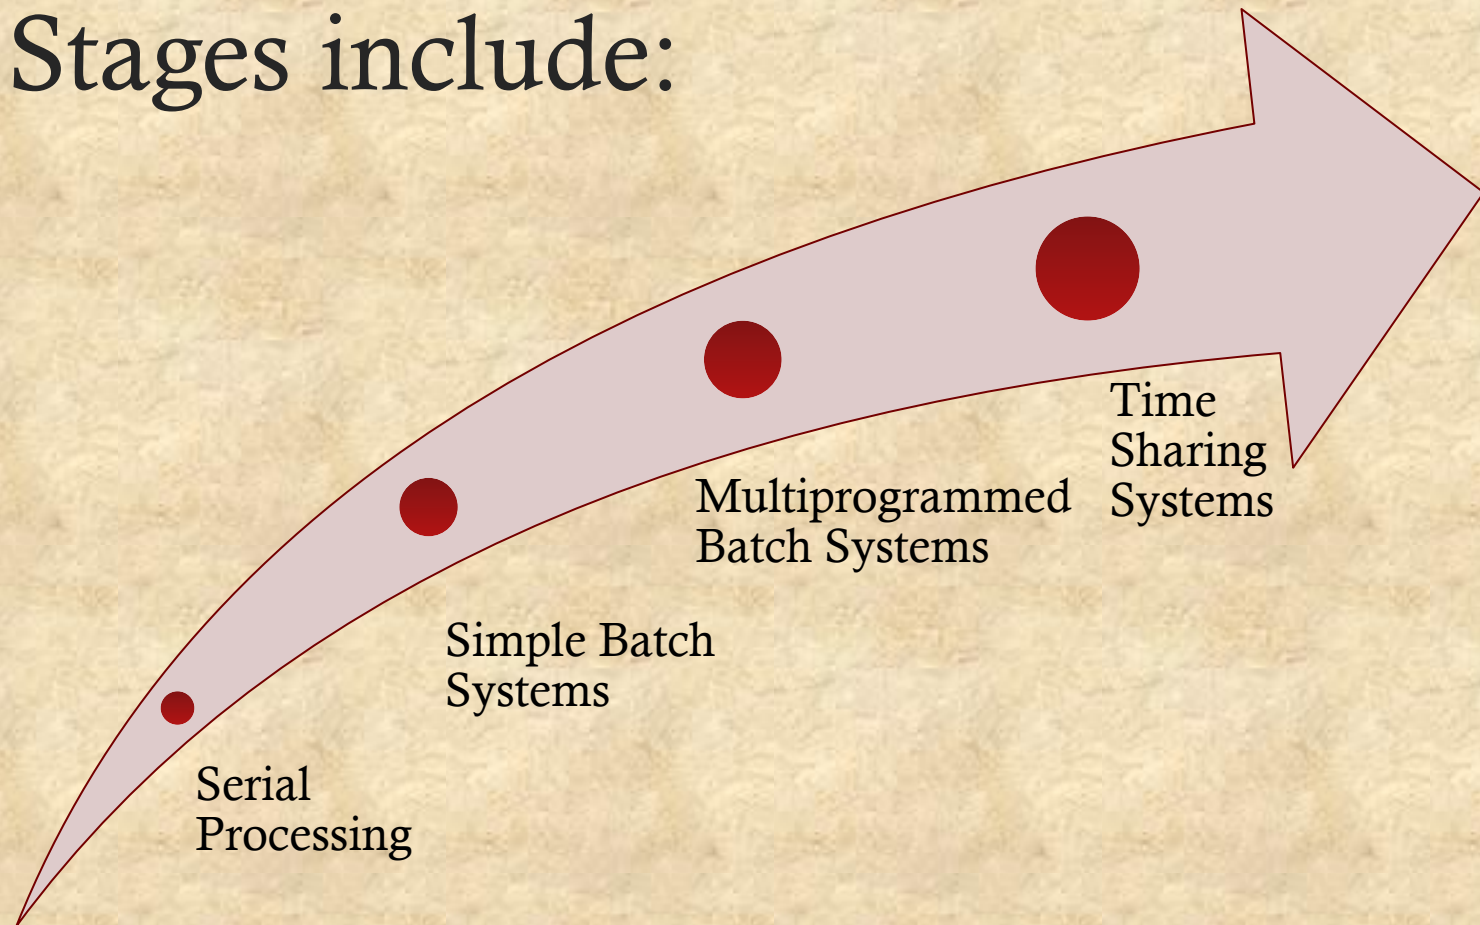 Stages include:
Serial
Processing
Simple Batch
Systems
Multiprogrammed
Batch Systems
Time
Sharing
Systems